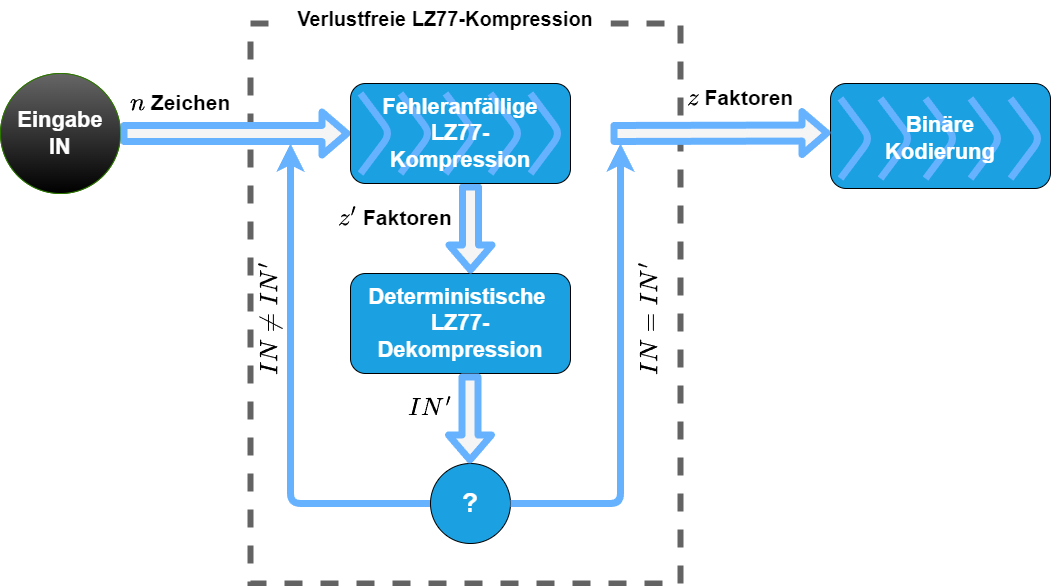 Verlustfreie LZ77-Kompression
Eingabe
IN
n Zeichen
Fehleranfällige
LZ77-
Kompression
z Faktoren
Binäre
Kodierung
z′ Faktoren
IN ≠ IN′
Deterministische
LZ77-
Dekompression
IN = IN′
IN′
?